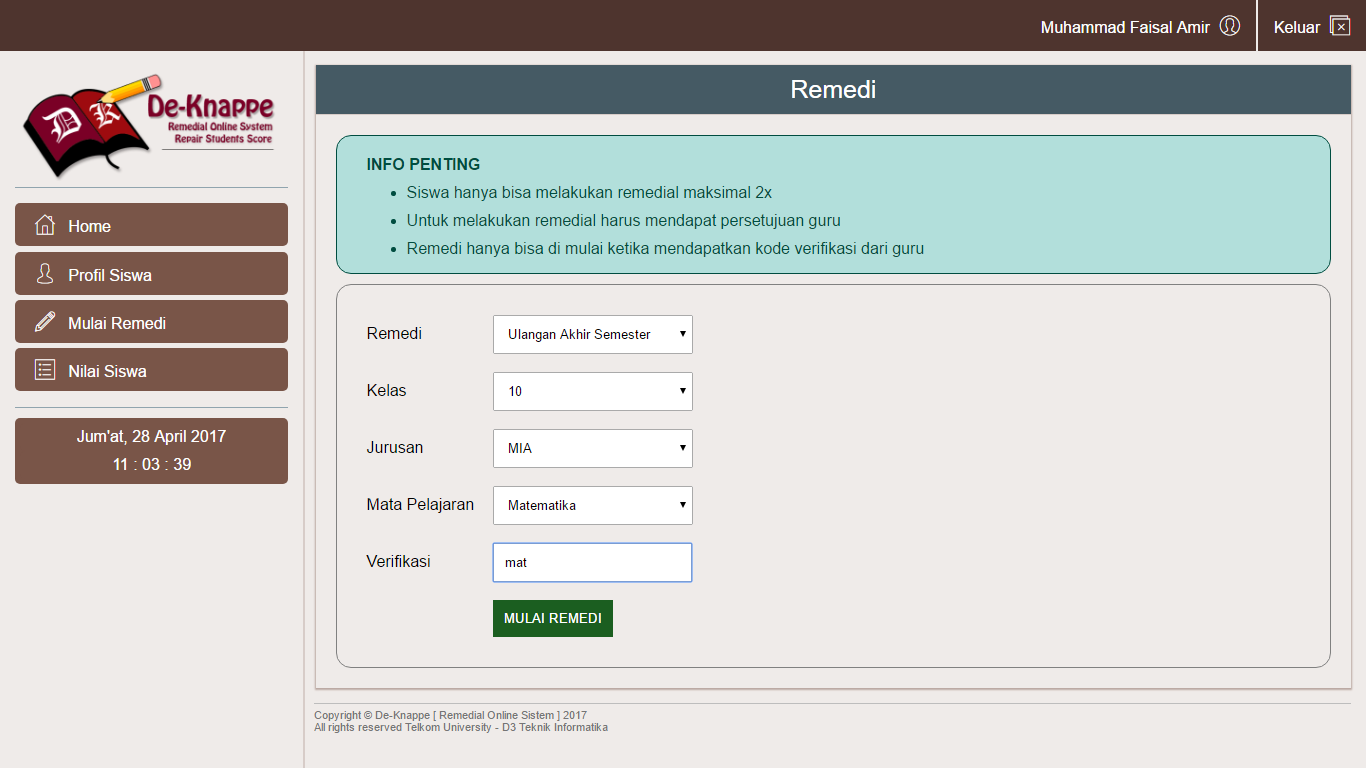 Muhammad Faisal Amir
Keluar
DK
De-Knappe
Remedial Online System
Repair Students Score
Home
Profil Siswa
Mulai Remedi
Nilai Siswa
Jum'at, 28 April 2017
11 : 03 : 39
Remedi
INFO PENTING
• Siswa hanya bisa melakukan remedial maksimal 2x
• Untuk melakukan remedial harus mendapat persetujuan guru
• Remedi hanya bisa di mulai ketika mendapatkan kode verifikasi dari guru
Remedi Ulangan Akhir Semester
Kelas 10
Jurusan MIA
Mata Pelajaran Matematika
Verifikasi mat
MULAI REMEDI
Copyright © De-Knappe [ Remedial Online Sistem ] 2017
All rights reserved Telkom University - D3 Teknik Informatika